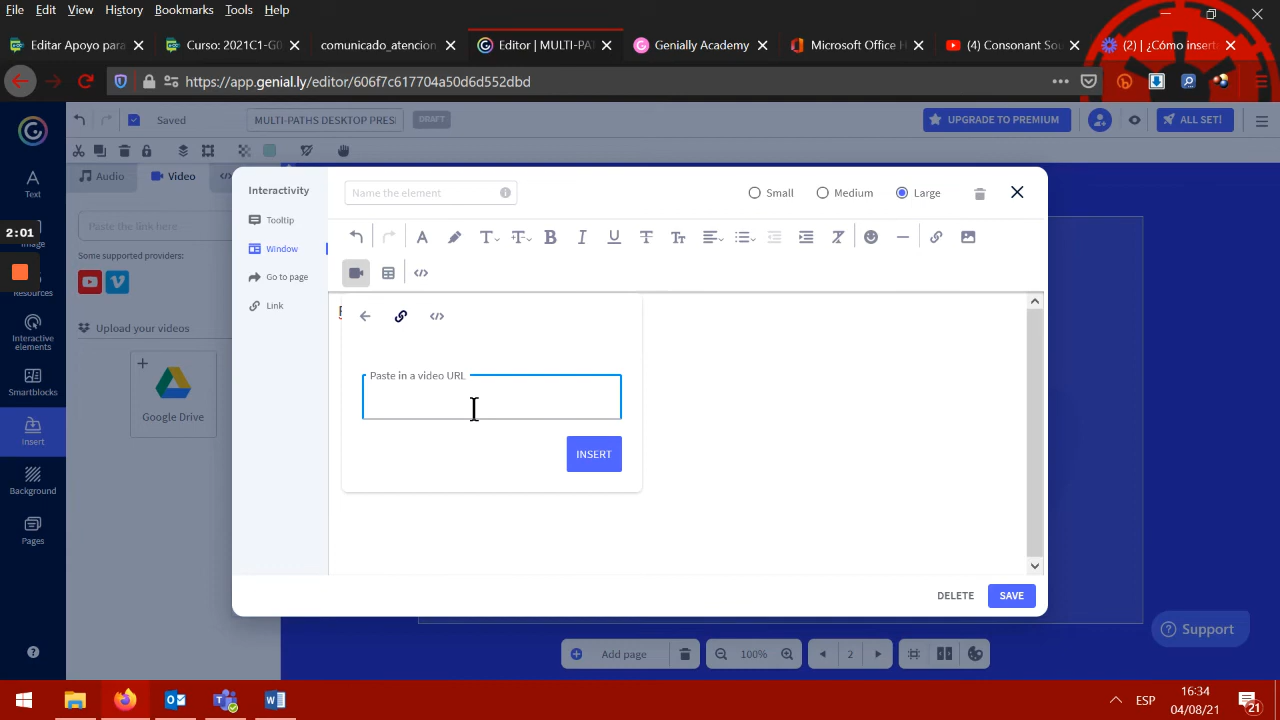 File Edit View History Bookmarks Tools Help
Editar Apoyo para
Curso: 2021C1-G0
comunicado_atention
Editor | MULTI-PA
Genially Academy
Microsoft Office H
(4) Consonant Sou
(2) | ¿Cómo insert
https://app.genial.ly/editor/606f7c617704a50d6d552dbd
Saved
MULTI-PATHS DESKTOP PRES
DRAFT
UPGRADE TO PREMIUM
ALL SET!
Audio
Video
Text
2:01
Image
Paste the link here
Some supported providers:
Resources
Upload your videos
Interactive
elements
Google Drive
Smartblocks
Insert
Background
Pages
Interactivity
Tooltip
Window
Go to page
Link
Name the element
Small
Medium
Large
Paste in a video URL
INSERT
DELETE
SAVE
Support
Add page
100%
2
ESP
16:34
04/08/21
21